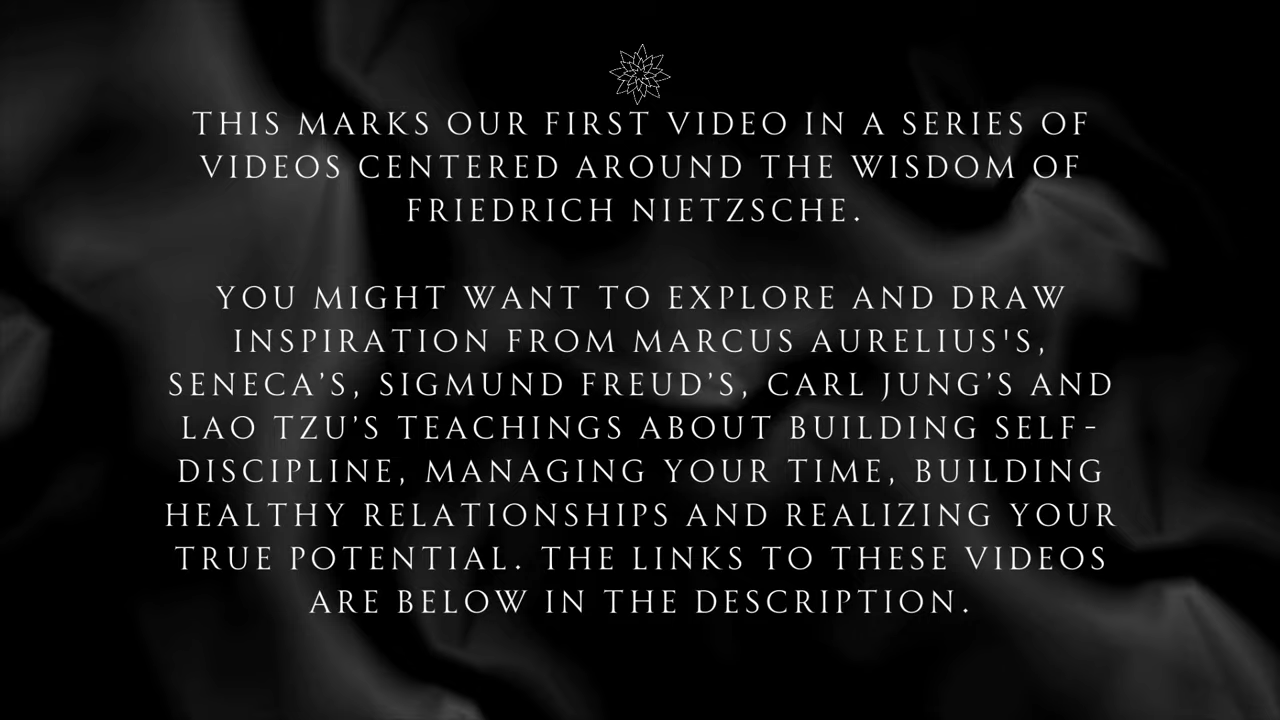 THIS MARKS OUR FIRST VIDEO IN A SERIES OF
VIDEOS CENTERED AROUND THE WISDOM OF
FRIEDRICH NIETZSCHE.
YOU MIGHT WANT TO EXPLORE AND DRAW
INSPIRATION FROM MARCUS AURELIUS'S,
SENECA’S, SIGMUND FREUD’S, CARL JUNG’S AND
LAO TZU’S TEACHINGS ABOUT BUILDING SELF-
DISCIPLINE, MANAGING YOUR TIME, BUILDING
HEALTHY RELATIONSHIPS AND REALIZING YOUR
TRUE POTENTIAL. THE LINKS TO THESE VIDEOS
ARE BELOW IN THE DESCRIPTION.